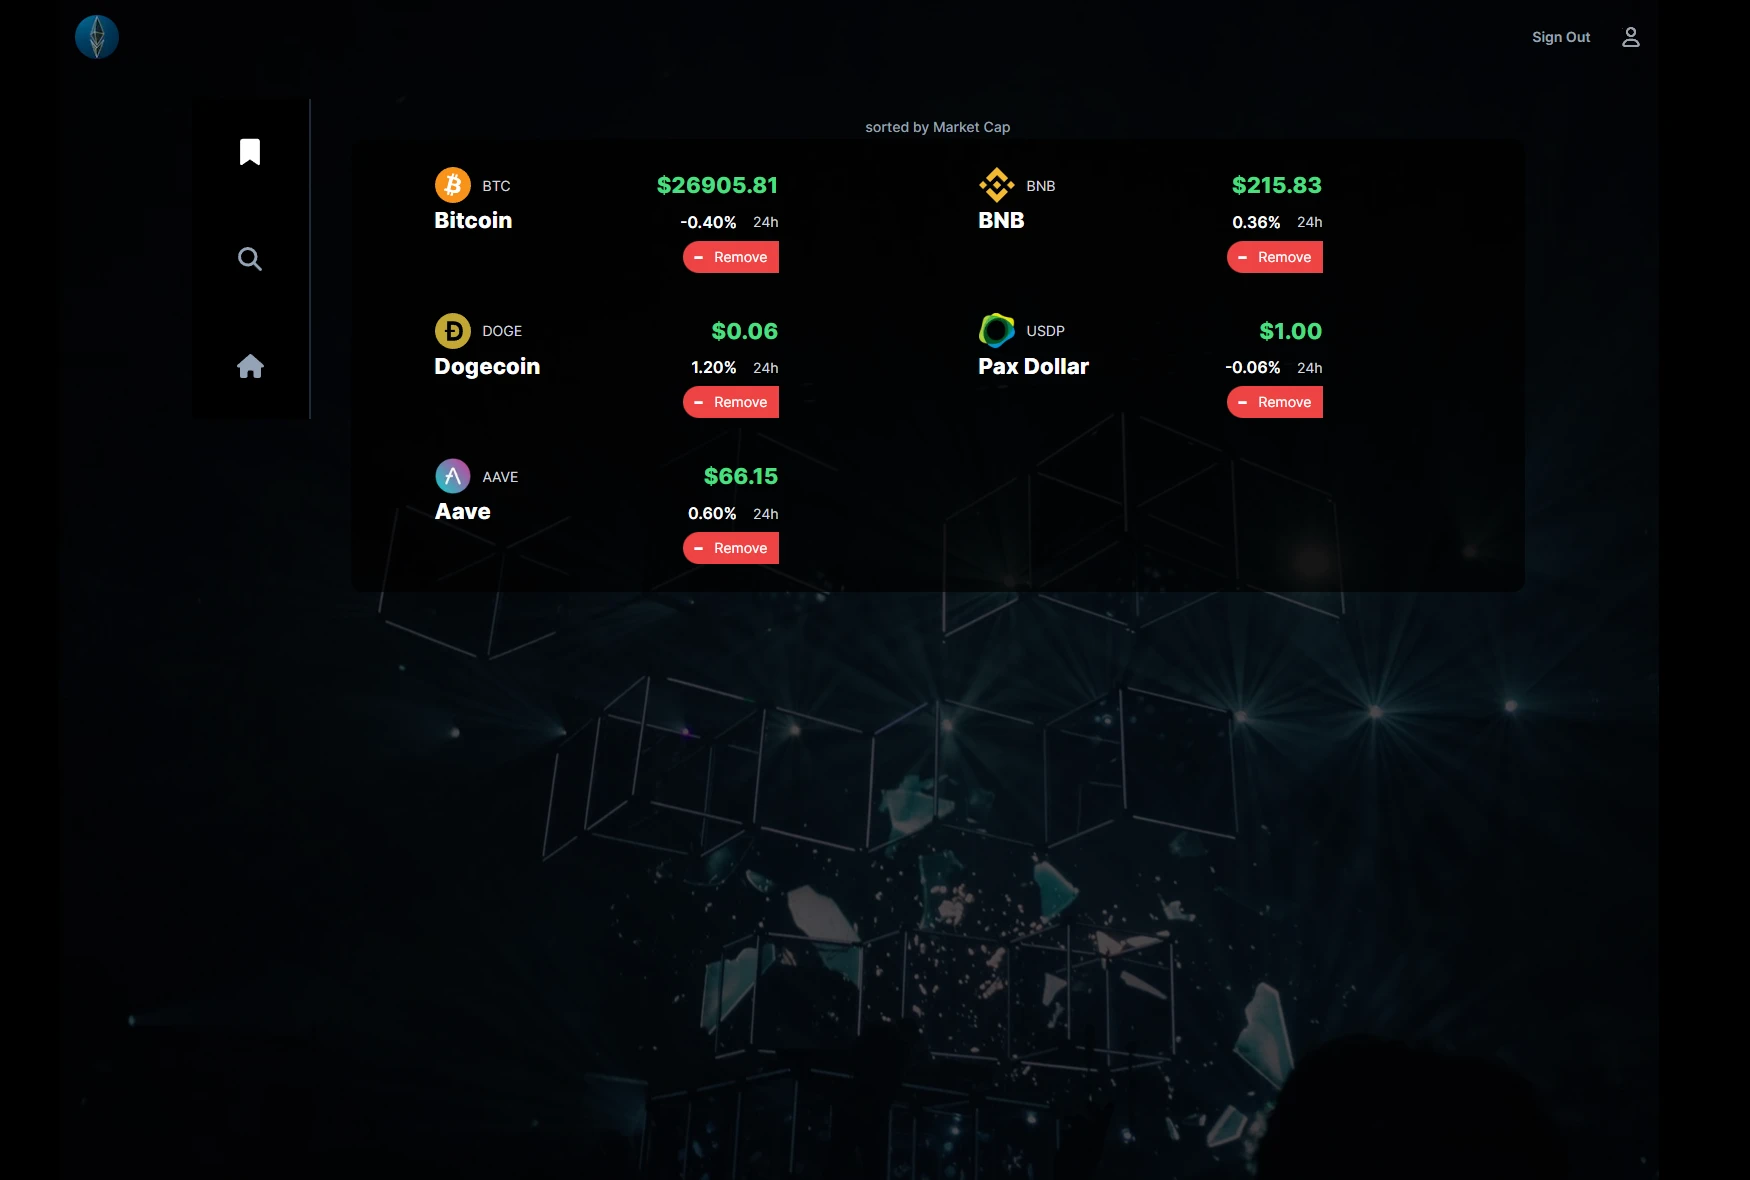 Sign Out
sorted by Market Cap
BTC
$26905.81
Bitcoin
-0.40% 24h
Remove
BNB
$215.83
BNB
0.36% 24h
Remove
DOGE
$0.06
Dogecoin
1.20% 24h
Remove
USDP
$1.00
Pax Dollar
-0.06% 24h
Remove
AAVE
$66.15
Aave
0.60% 24h
Remove